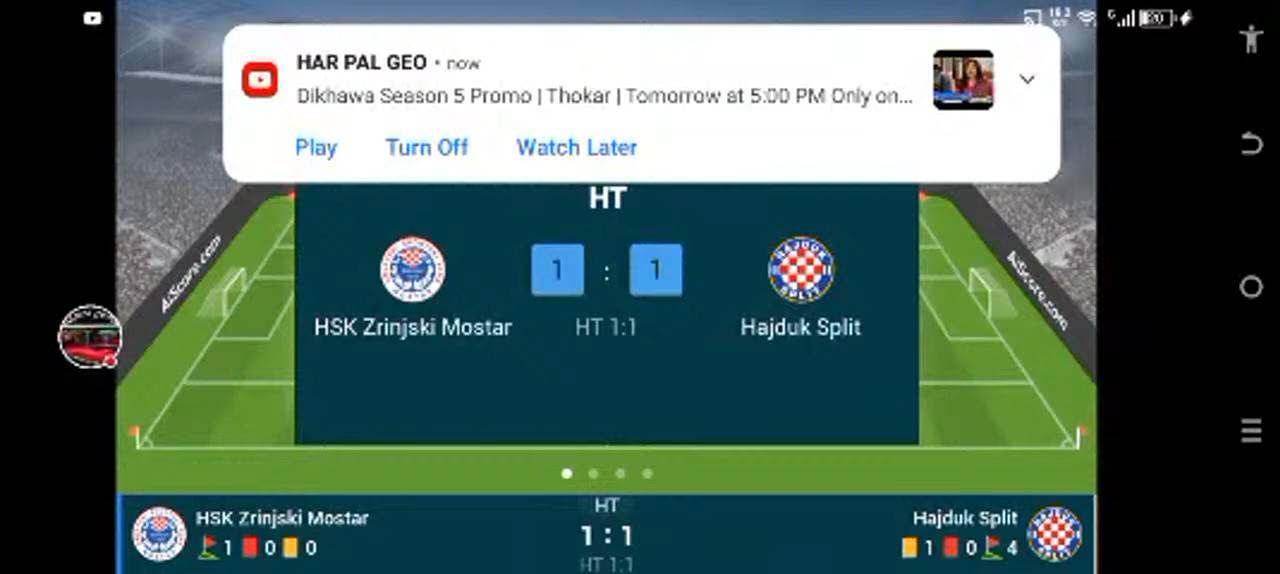 HAR PAL GEO • now
Dikhawa Season 5 Promo | Thokar | Tomorrow at 5:00 PM Only on...
Play Turn Off Watch Later
HT
1 : 1
HSK Zrinjski Mostar HT 1:1 Hajduk Split
AiScore.com
AiScore.com
HAJDUK
SPLIT
HT
HSK Zrinjski Mostar 1 : 1 Hajduk Split
1 0 0 1 0 4
HT 1:1